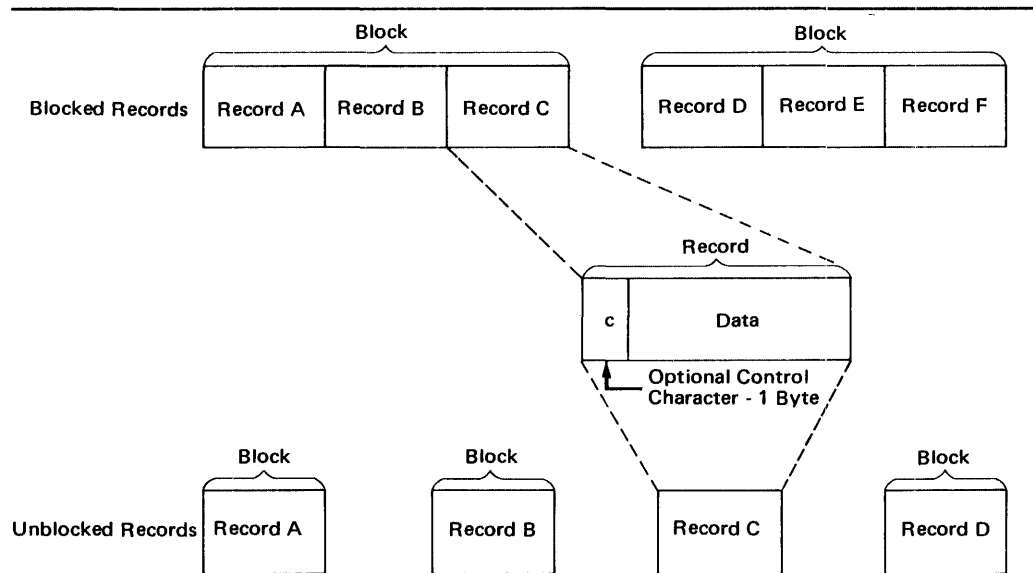 Block Block
Blocked Records Record A Record B Record C Record D Record E Record F
Record
c Data
Optional Control
Character - 1 Byte
Block Block Block
Unblocked Records Record A Record B Record C Record D